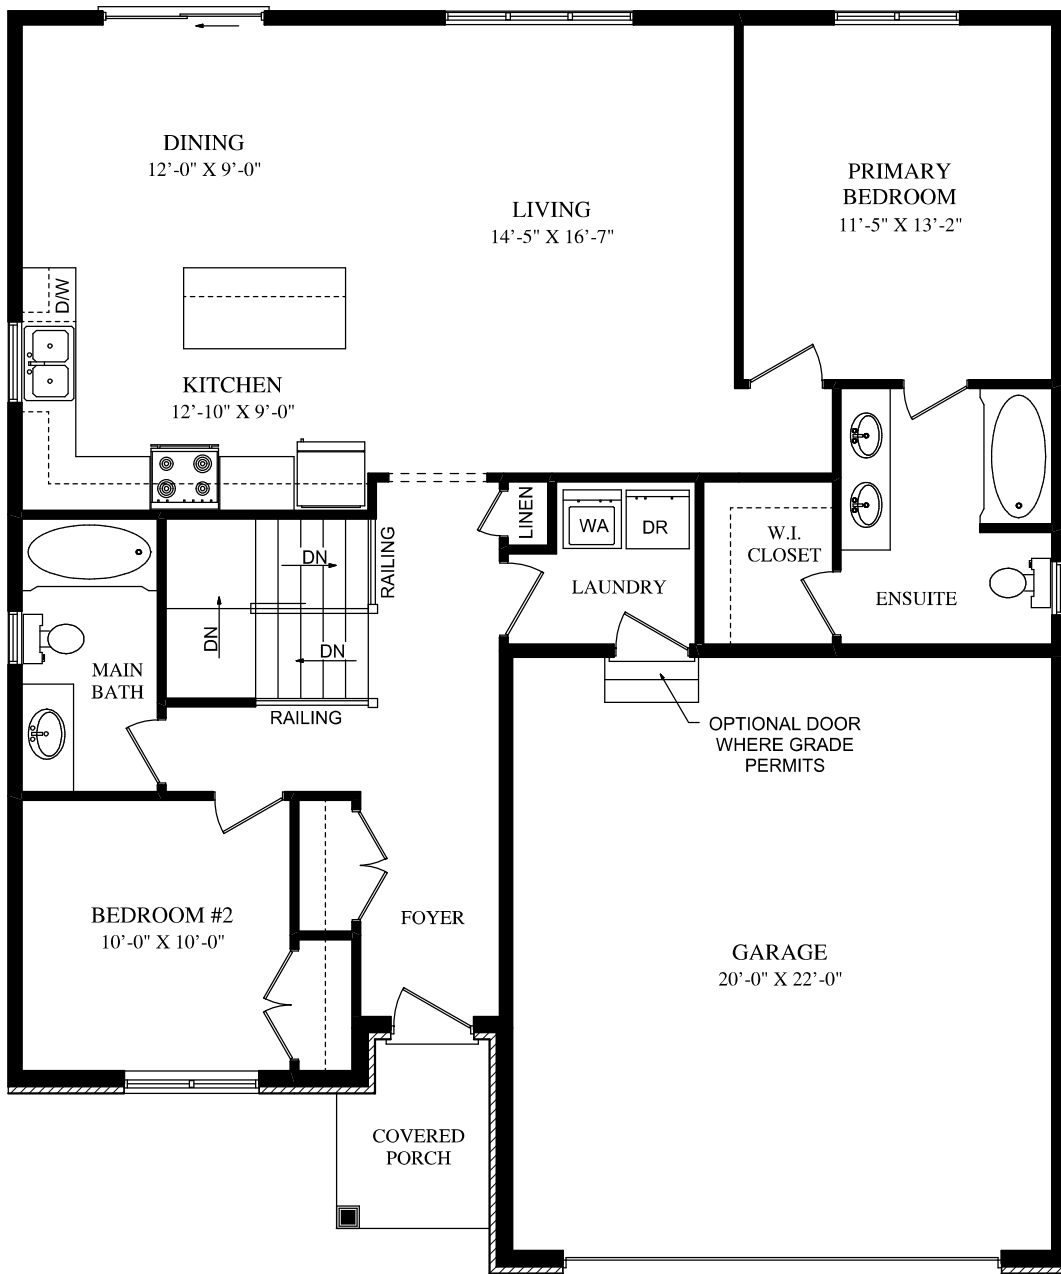 DINING
12'-0" X 9'-0"
LIVING
14'-5" X 16'-7"
PRIMARY
BEDROOM
11'-5" X 13'-2"
D/W
KITCHEN
12'-10" X 9'-0"
LINEN
WA
DR
W.I.
CLOSET
LAUNDRY
ENSUITE
DN
RAILING
DN
DN
RAILING
MAIN
BATH
OPTIONAL DOOR
WHERE GRADE
PERMITS
BEDROOM #2
10'-0" X 10'-0"
FOYER
GARAGE
20'-0" X 22'-0"
COVERED
PORCH